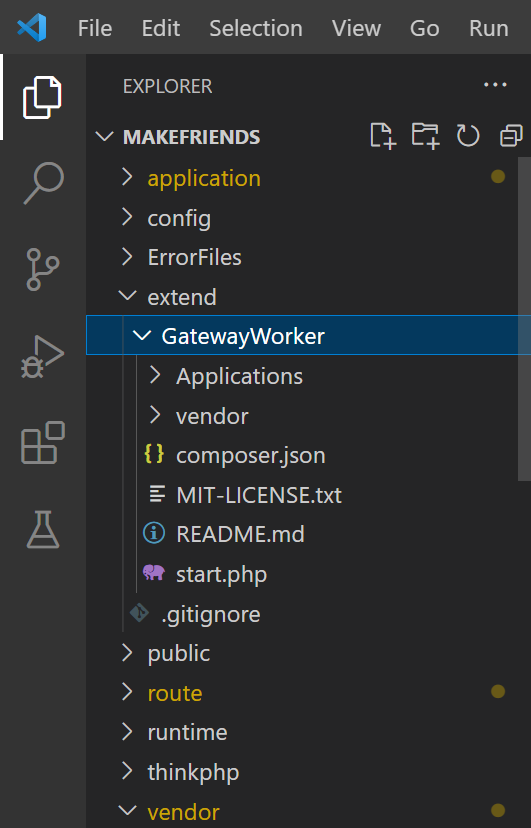 File Edit Selection View Go Run
EXPLORER
MAKEFRIENDS
application
config
ErrorFiles
extend
GatewayWorker
Applications
vendor
composer.json
MIT-LICENSE.txt
README.md
start.php
.gitignore
public
route
runtime
thinkphp
vendor